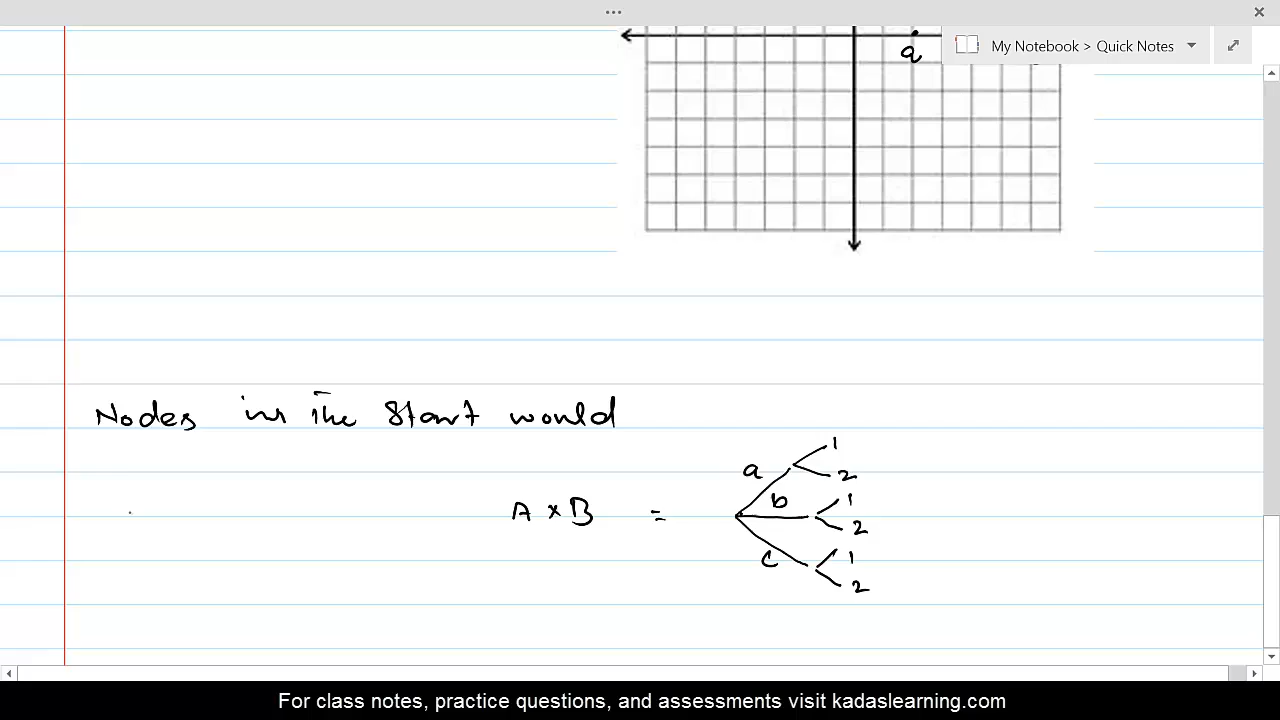 ...
My Notebook > Quick Notes
a
Nodes in the Start would
A × B =
a 1
2
b 1
2
c 1
2
For class notes, practice questions, and assessments visit kadaslearning.com